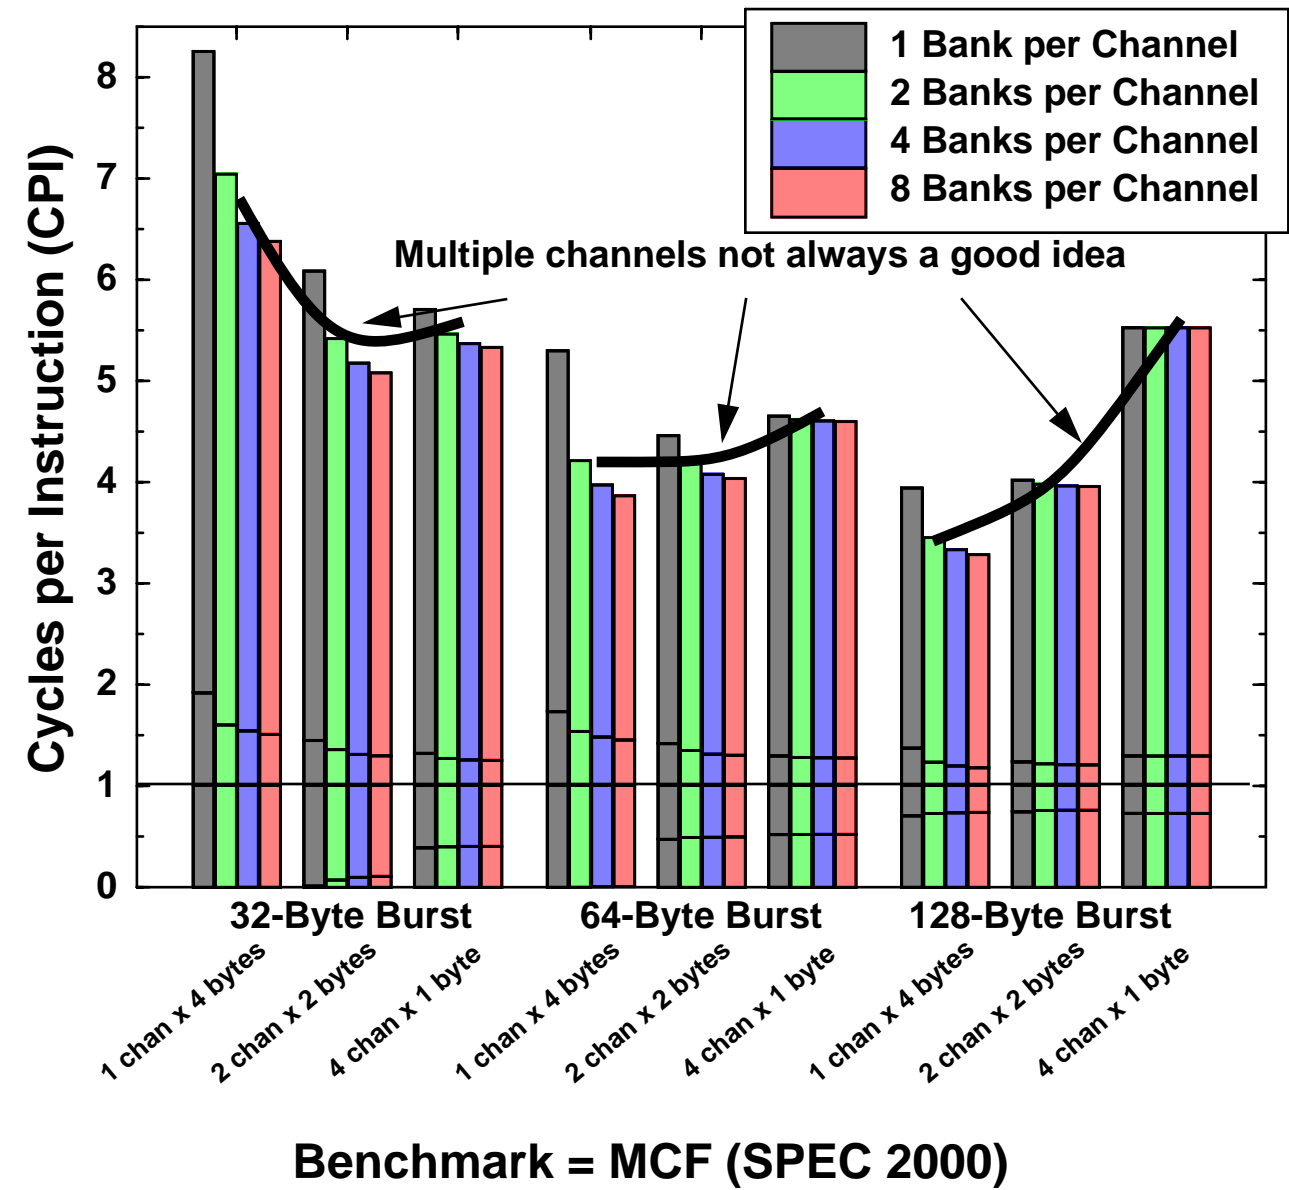 1 Bank per Channel
2 Banks per Channel
4 Banks per Channel
8 Banks per Channel
Multiple channels not always a good idea
Cycles per Instruction (CPI)
8
7
6
5
4
3
2
1
0
32-Byte Burst
64-Byte Burst
128-Byte Burst
1 chan x 4 bytes
2 chan x 2 bytes
4 chan x 1 byte
1 chan x 4 bytes
2 chan x 2 bytes
4 chan x 1 byte
1 chan x 4 bytes
2 chan x 2 bytes
4 chan x 1 byte
Benchmark = MCF (SPEC 2000)